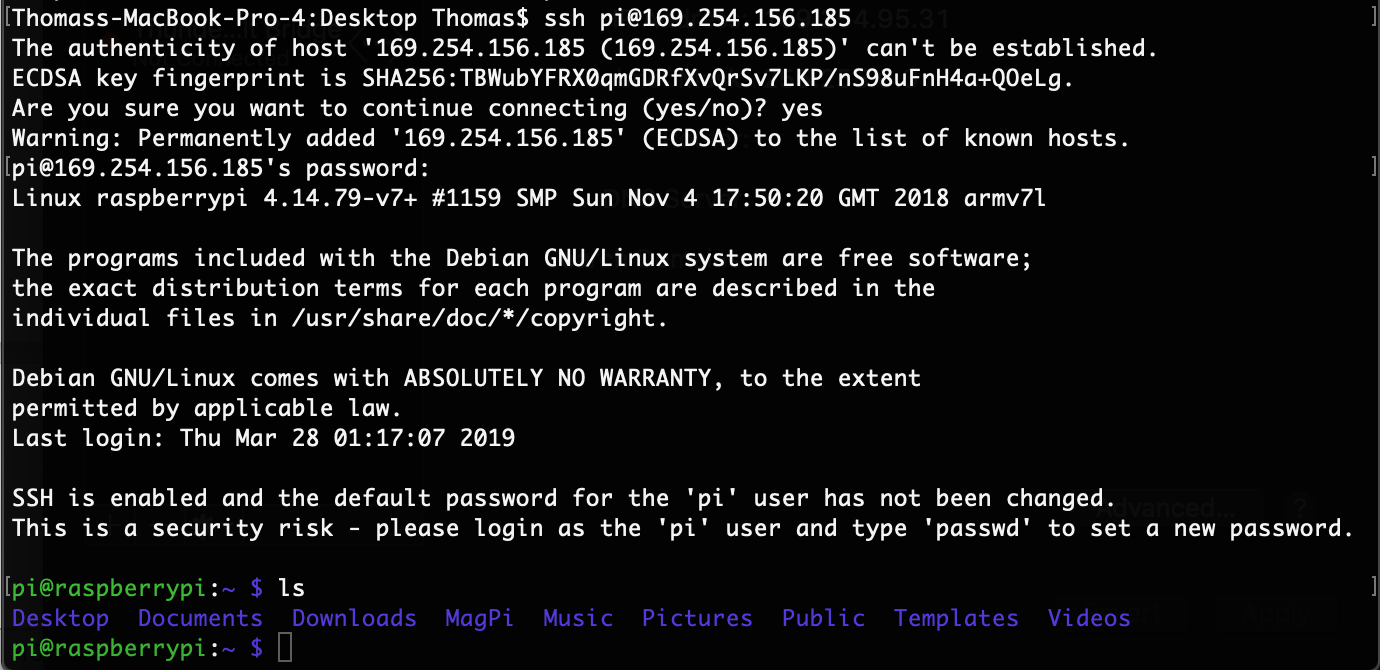 Thomass-MacBook-Pro-4:Desktop Thomas$ ssh pi@169.254.156.185
The authenticity of host '169.254.156.185 (169.254.156.185)' can't be established.
ECDSA key fingerprint is SHA256:TBWubYFRX0qmGDRfXvQrSv7LKP/nS98uFnH4a+QOeLg.
Are you sure you want to continue connecting (yes/no)? yes
Warning: Permanently added '169.254.156.185' (ECDSA) to the list of known hosts.
pi@169.254.156.185's password:
Linux raspberrypi 4.14.79-v7+ #1159 SMP Sun Nov 4 17:50:20 GMT 2018 armv7l
The programs included with the Debian GNU/Linux system are free software;
the exact distribution terms for each program are described in the
individual files in /usr/share/doc/*/copyright.
Debian GNU/Linux comes with ABSOLUTELY NO WARRANTY, to the extent
permitted by applicable law.
Last login: Thu Mar 28 01:17:07 2019
SSH is enabled and the default password for the 'pi' user has not been changed.
This is a security risk - please login as the 'pi' user and type 'passwd' to set a new password.
pi@raspberrypi:~ $ ls
Desktop Documents Downloads MagPi Music Pictures Public Templates Videos
pi@raspberrypi:~ $